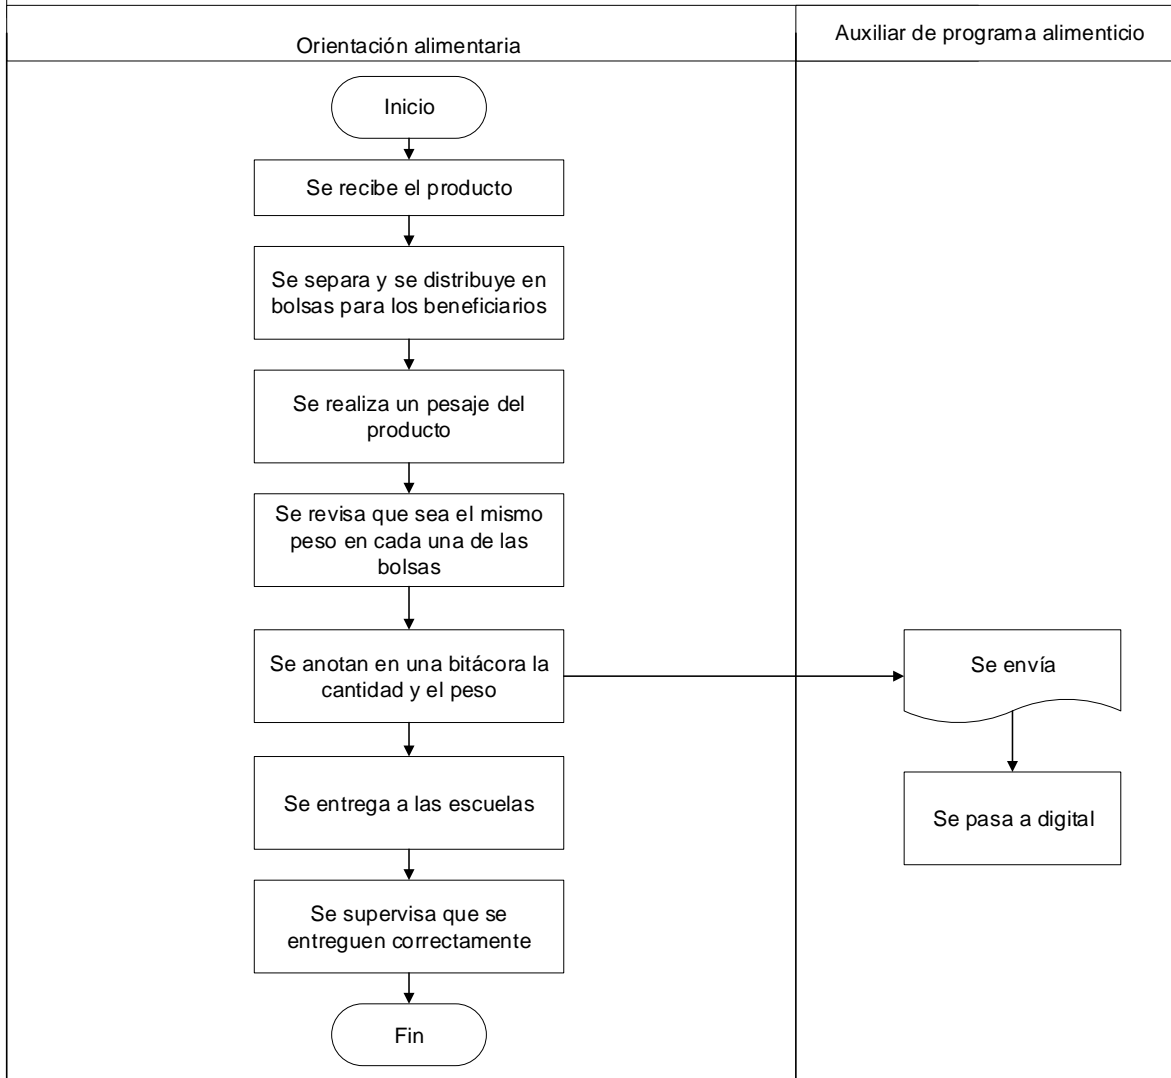 Orientación alimentaria
Auxiliar de programa alimenticio
Inicio
Se recibe el producto
Se separa y se distribuye en
bolsas para los beneficiarios
Se realiza un pesaje del
producto
Se revisa que sea el mismo
peso en cada una de las
bolsas
Se anotan en una bitácora la
cantidad y el peso
Se envía
Se entrega a las escuelas
Se pasa a digital
Se supervisa que se
entreguen correctamente
Fin